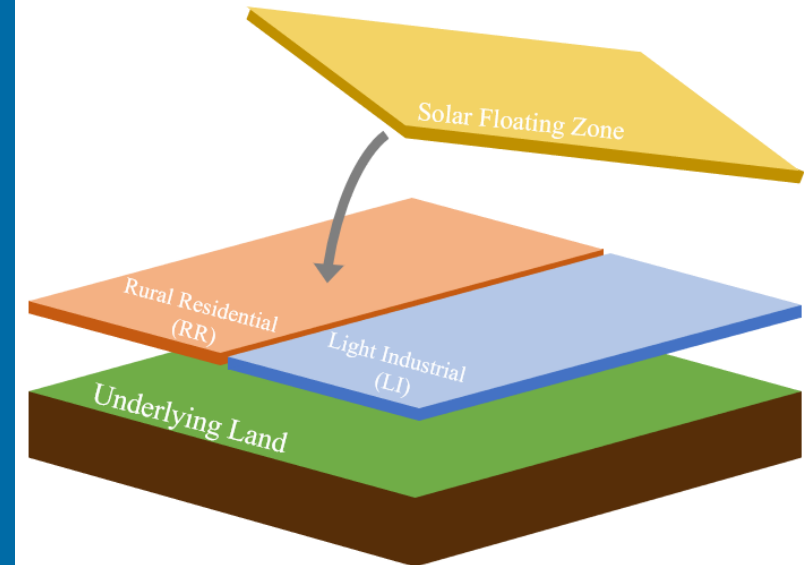 Solar Floating Zone
Rural Residential
(RR)
Light Industrial
(LI)
Underlying Land